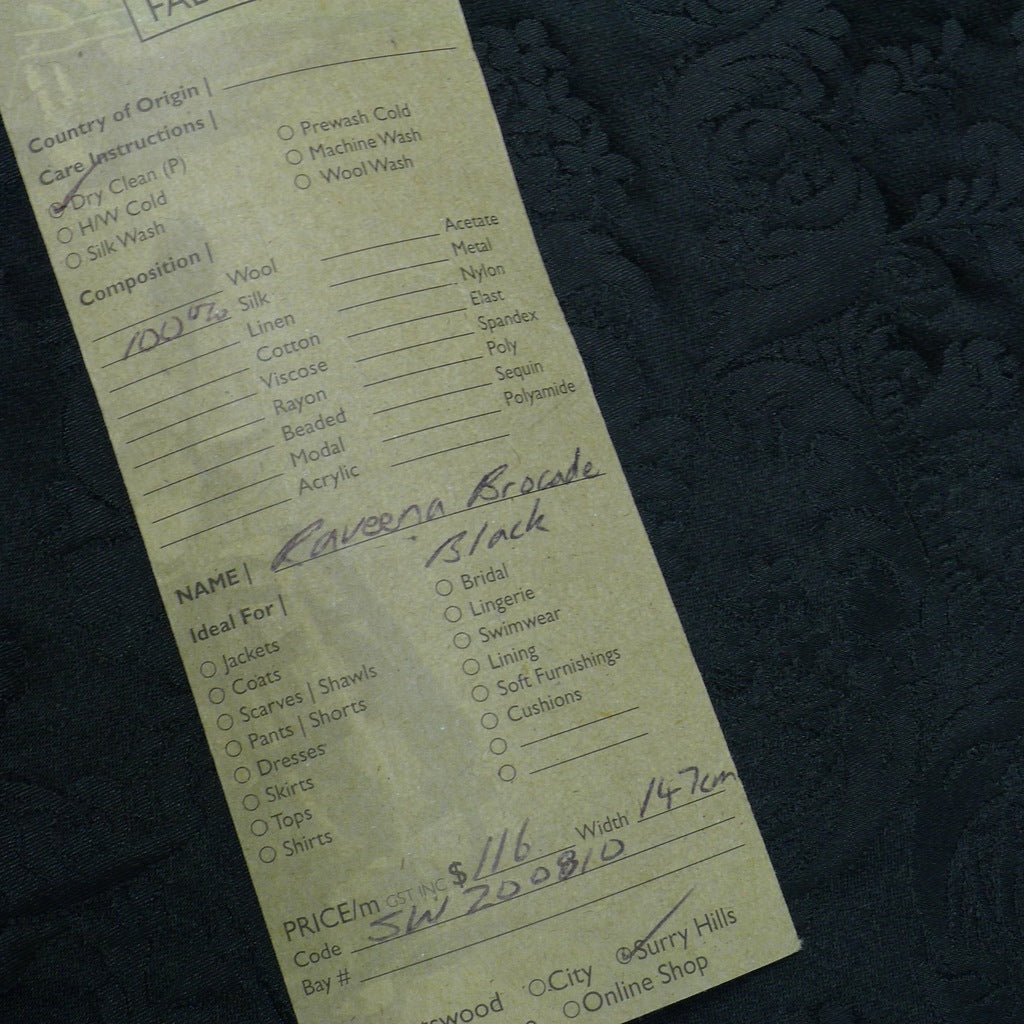 Country of Origin |
Care Instructions |
Dry Clean (P)
H/W Cold
Silk Wash
Prewash Cold
Machine Wash
Wool Wash
Composition |
Wool
100% Silk
Linen
Cotton
Viscose
Rayon
Beaded
Modal
Acrylic
Acetate
Metal
Nylon
Elast
Spandex
Poly
Sequin
Polyamide
NAME | Raveena Brocade
Black
Ideal For |
Jackets
Coats
Scarves | Shawls
Pants | Shorts
Dresses
Skirts
Tops
Shirts
Bridal
Lingerie
Swimwear
Lining
Soft Furnishings
Cushions
PRICE/m GST INC $116 Width 147cm
Code SW 200810
Bay #
City Surry Hills
Online Shop